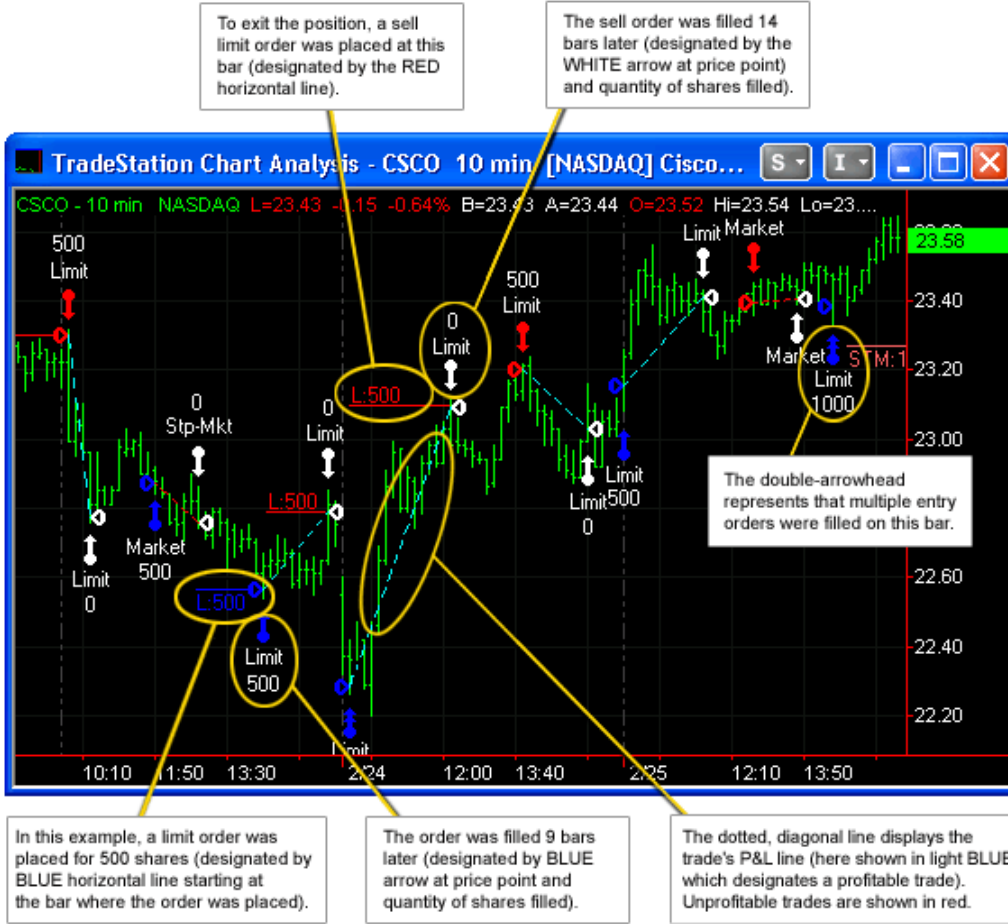 To exit the position, a sell
limit order was placed at this
bar (designated by the RED
horizontal line).
The sell order was filled 14
bars later (designated by the
WHITE arrow at price point)
and quantity of shares filled).
TradeStation Chart Analysis - CSCO 10 min [NASDAQ] Cisco...
S
I
CSCO - 10 min NASDAQ L=23.43 -0.15 -0.64% B=23.43 A=23.44 O=23.52 Hi=23.54 Lo=23....
500
Limit
0
Stp-Mkt
0
Limit
L:500
L:500
0
Limit
500
Limit
Limit
Market
23.58
23.40
23.20
23.00
22.60
22.40
22.20
Limit
0
Market
500
L:500
Limit
500
Limit
Limit
0
Limit
500
Market
STM:1
Limit
1000
The double-arrowhead
represents that multiple entry
orders were filled on this bar.
10:10 11:50 13:30 2/24 12:00 13:40 2/25 12:10 13:50
In this example, a limit order was
placed for 500 shares (designated by
BLUE horizontal line starting at
the bar where the order was placed).
The order was filled 9 bars
later (designated by BLUE
arrow at price point and
quantity of shares filled).
The dotted, diagonal line displays the
trade's P&L line (here shown in light BLUE
which designates a profitable trade).
Unprofitable trades are shown in red.